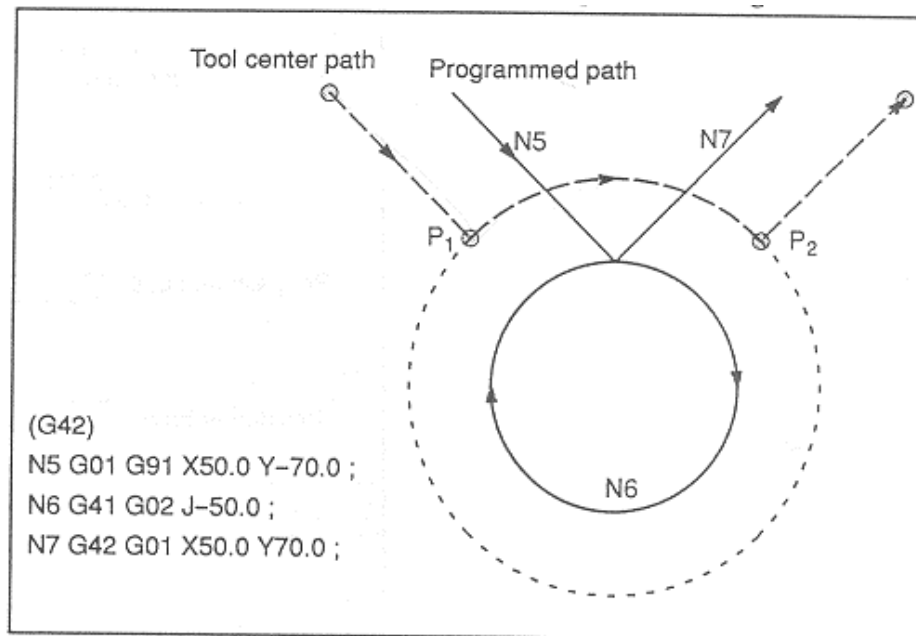 Tool center path
Programmed path
N5
N7
P1
P2
(G42)
N5 G01 G91 X50.0 Y–70.0 ;
N6 G41 G02 J–50.0 ;
N6
N7 G42 G01 X50.0 Y70.0 ;